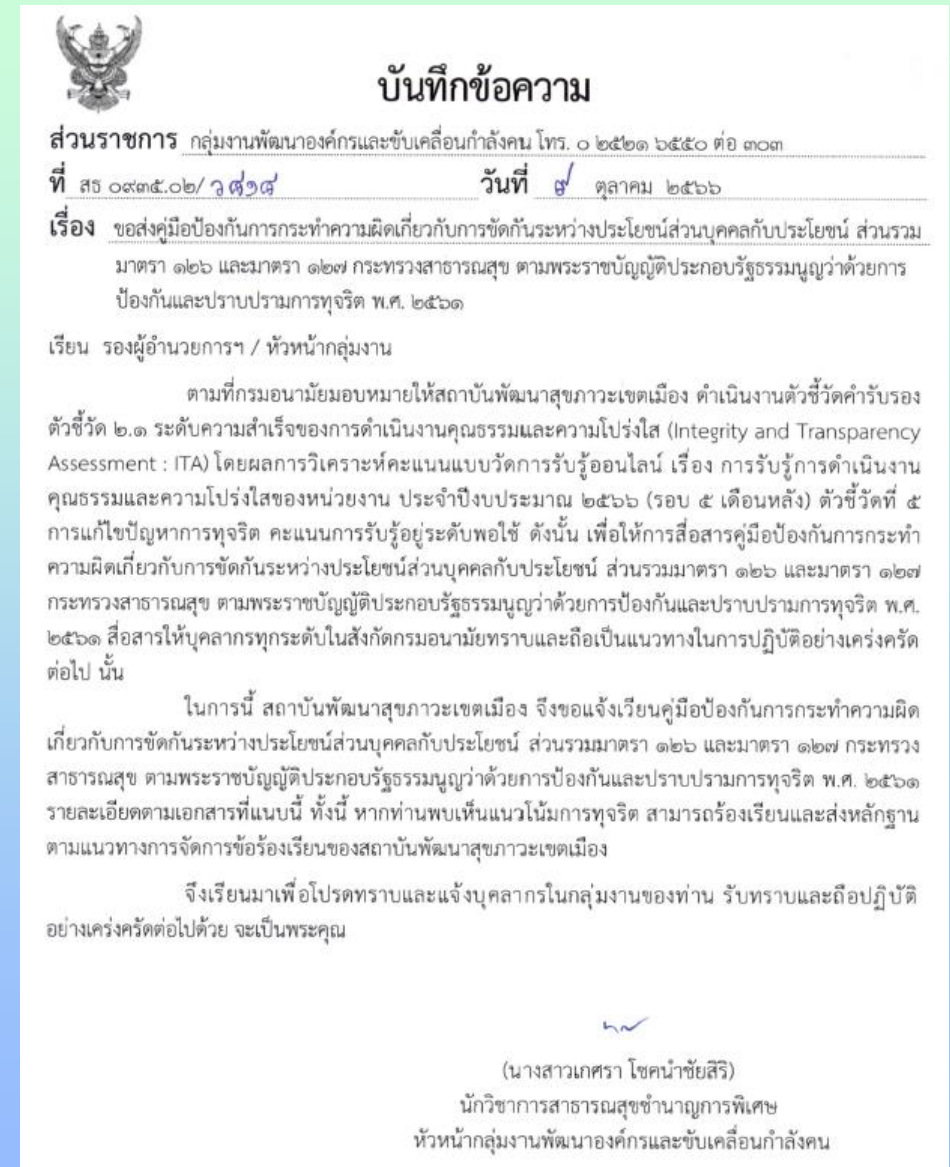 บันทึกข้อความ
ส่วนราชการ กลุ่มงานพัฒนาองค์กรและขับเคลื่อนกำลังคน โทร. ๐ ๒๕๒๑ ๖๕๕๐ ต่อ ๓๐๓
ที่ สธ ๐๙๓๕.๐๒/ วันที่ ๙ ตุลาคม ๒๕๖๖
เรื่อง ขอส่งคู่มือป้องกันการกระทำความผิดเกี่ยวกับการขัดกันระหว่างประโยชน์ส่วนบุคคลกับประโยชน์ ส่วนรวม
มาตรา ๑๒๖ และมาตรา ๑๒๗ กระทรวงสาธารณสุข ตามพระราชบัญญัติประกอบรัฐธรรมนูญว่าด้วยการ
ป้องกันและปราบปรามการทุจริต พ.ศ. ๒๕๖๑
เรียน รองผู้อำนวยการฯ / หัวหน้ากลุ่มงาน
ตามที่กรมอนามัยมอบหมายให้สถาบันพัฒนาสุขภาวะเขตเมือง ดำเนินงานตัวชี้วัดคำรับรอง
ตัวชี้วัด ๒.๑ ระดับความสำเร็จของการดำเนินงานคุณธรรมและความโปร่งใส (Integrity and Transparency
Assessment : ITA) โดยผลการวิเคราะห์คะแนนแบบวัดการรับรู้ออนไลน์ เรื่อง การรับรู้การดำเนินงาน
คุณธรรมและความโปร่งใสของหน่วยงาน ประจำปีงบประมาณ ๒๕๖๖ (รอบ ๕ เดือนหลัง) ตัวชี้วัดที่ ๕
การแก้ไขปัญหาการทุจริต คะแนนการรับรู้อยู่ระดับพอใช้ ดังนั้น เพื่อให้การสื่อสารคู่มือป้องกันการกระทำ
ความผิดเกี่ยวกับการขัดกันระหว่างประโยชน์ส่วนบุคคลกับประโยชน์ ส่วนรวมมาตรา ๑๒๖ และมาตรา ๑๒๗
กระทรวงสาธารณสุข ตามพระราชบัญญัติประกอบรัฐธรรมนูญว่าด้วยการป้องกันและปราบปรามการทุจริต พ.ศ.
๒๕๖๑ สื่อสารให้บุคลากรทุกระดับในสังกัดกรมอนามัยทราบและถือเป็นแนวทางในการปฏิบัติอย่างเคร่งครัด
ต่อไป นั้น
ในการนี้ สถาบันพัฒนาสุขภาวะเขตเมือง จึงขอแจ้งเวียนคู่มือป้องกันการกระทำความผิด
เกี่ยวกับการขัดกันระหว่างประโยชน์ส่วนบุคคลกับประโยชน์ ส่วนรวมมาตรา ๑๒๖ และมาตรา ๑๒๗ กระทรวง
สาธารณสุข ตามพระราชบัญญัติประกอบรัฐธรรมนูญว่าด้วยการป้องกันและปราบปรามการทุจริต พ.ศ. ๒๕๖๑
รายละเอียดตามเอกสารที่แนบนี้ ทั้งนี้ หากท่านพบเห็นแนวโน้มการทุจริต สามารถร้องเรียนและส่งหลักฐาน
ตามแนวทางการจัดการข้อร้องเรียนของสถาบันพัฒนาสุขภาวะเขตเมือง
จึงเรียนมาเพื่อโปรดทราบและแจ้งบุคลากรในกลุ่มงานของท่าน รับทราบและถือปฏิบัติ
อย่างเคร่งครัดต่อไปด้วย จะเป็นพระคุณ
(นางสาวเกศรา โชคนำชัยสิริ)
นักวิชาการสาธารณสุขชำนาญการพิเศษ
หัวหน้ากลุ่มงานพัฒนาองค์กรและขับเคลื่อนกำลังคน